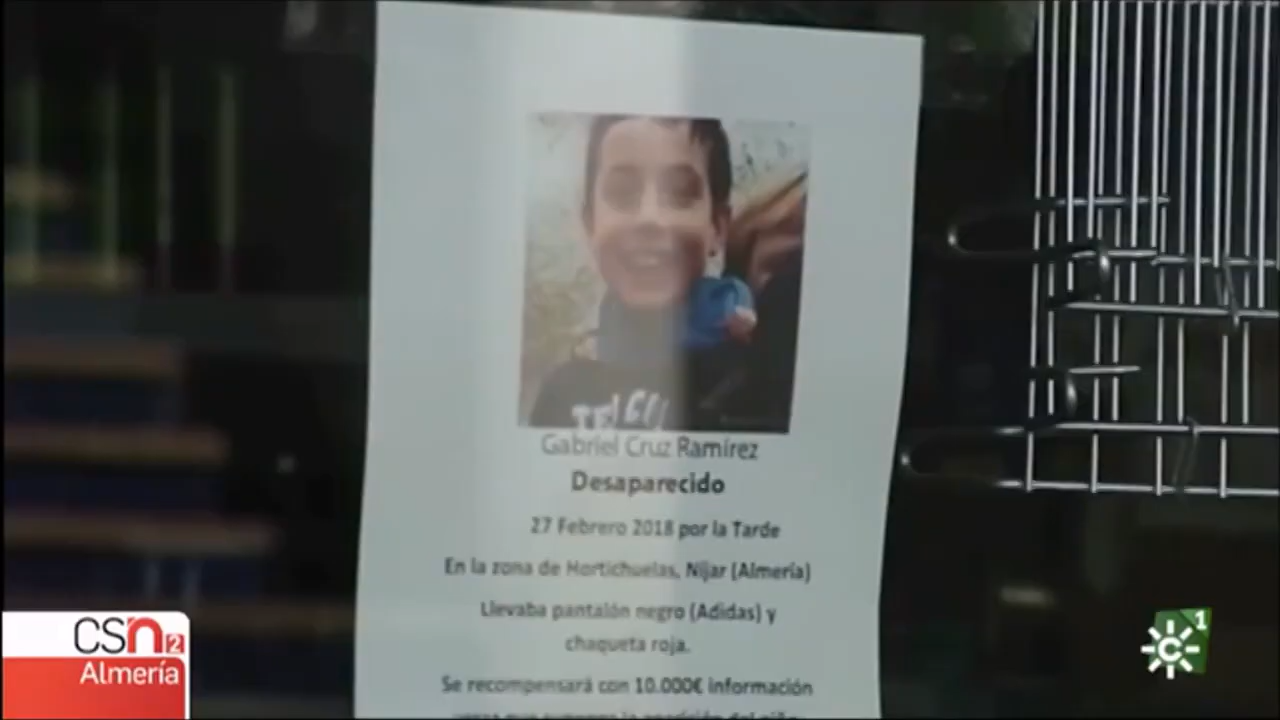 Gabriel Cruz Ramírez
Desaparecido
27 Febrero 2018 por la Tarde
En la zona de Hortichuelas, Níjar (Almería)
Llevaba pantalón negro (Adidas) y
chaqueta roja.
Se recompensará con 10.000€ información
CSn2
Almería
C 1